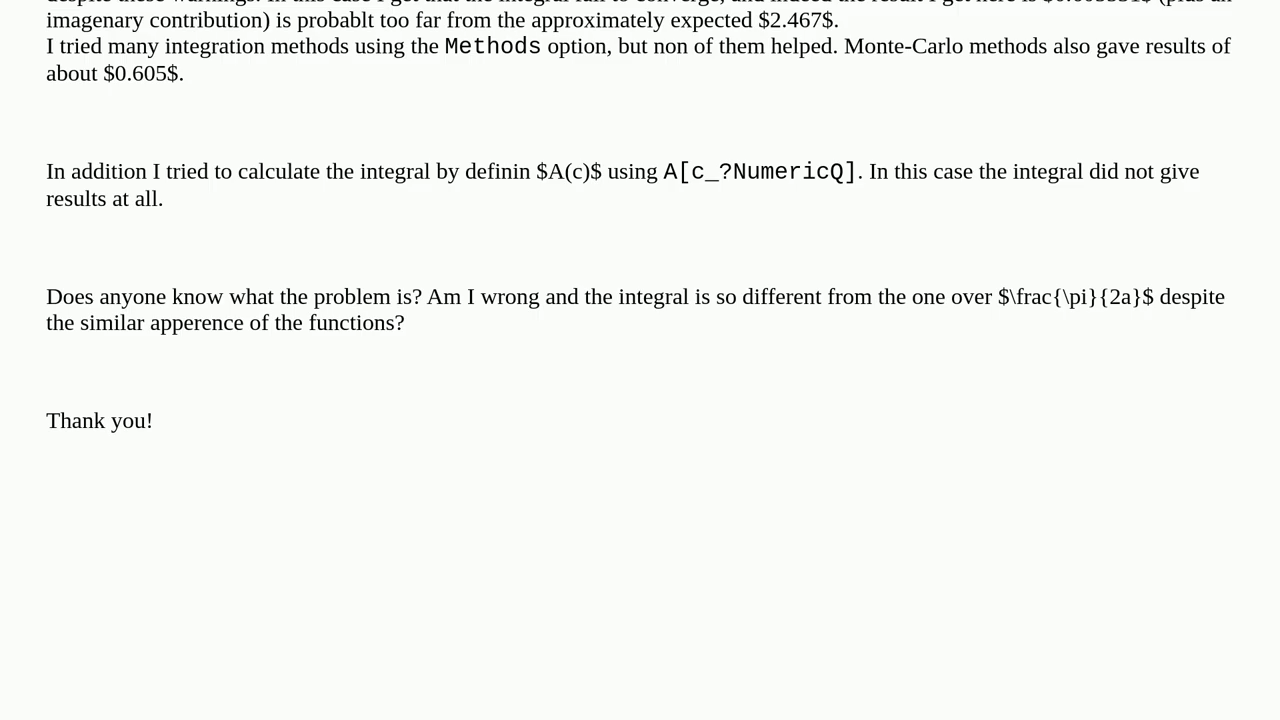 imagenary contribution) is probablt too far from the approximately expected $2.467$.
I tried many integration methods using the Methods option, but non of them helped. Monte-Carlo methods also gave results of
about $0.605$.
In addition I tried to calculate the integral by definin $A(c)$ using A[c_?NumericQ]. In this case the integral did not give
results at all.
Does anyone know what the problem is? Am I wrong and the integral is so different from the one over $\frac{\pi}{2a}$ despite
the similar apperence of the functions?
Thank you!